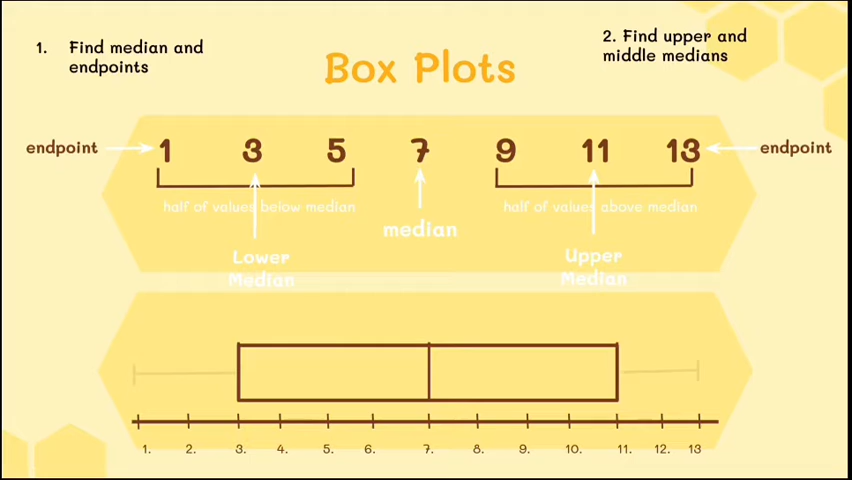 1. Find median and
endpoints
2. Find upper and
middle medians
Box Plots
endpoint 1 3 5 7 9 11 13 endpoint
half of values below median
half of values above median
median
Lower
Median
Upper
Median
1. 2. 3. 4. 5. 6. 7. 8. 9. 10. 11. 12. 13